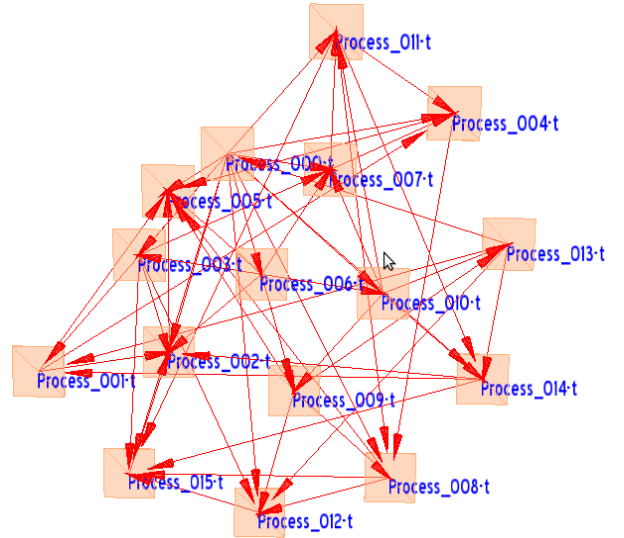 Process_011-t
Process_004-t
Process_000-t
Process_007-t
Process_005-t
Process_013-t
Process_003-t
Process_006-t
Process_010-t
Process_002-t
Process_001-t
Process_014-t
Process_009-t
Process_015-t
Process_008-t
Process_012-t